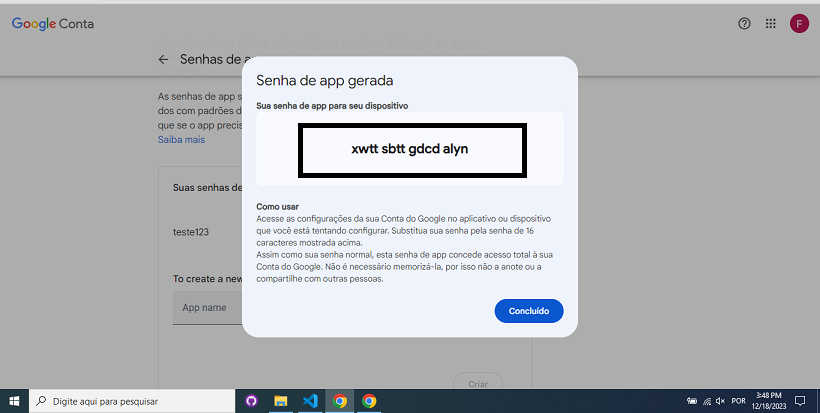 Google Conta
F
Senhas de a
As senhas de app s
dos com padrões d
que se o app precis
Saiba mais
Suas senhas de
teste123
To create a new
App name
Criar
Senha de app gerada
Sua senha de app para seu dispositivo
xwtt sbtt gdcd alyn
Como usar
Acesse as configurações da sua Conta do Google no aplicativo ou dispositivo
que você está tentando configurar. Substitua sua senha pela senha de 16
caracteres mostrada acima.
Assim como sua senha normal, esta senha de app concede acesso total à sua
Conta do Google. Não é necessário memorizá-la, por isso não a anote ou a
compartilhe com outras pessoas.
Concluído
Digite aqui para pesquisar
POR
3:48 PM
12/18/2023